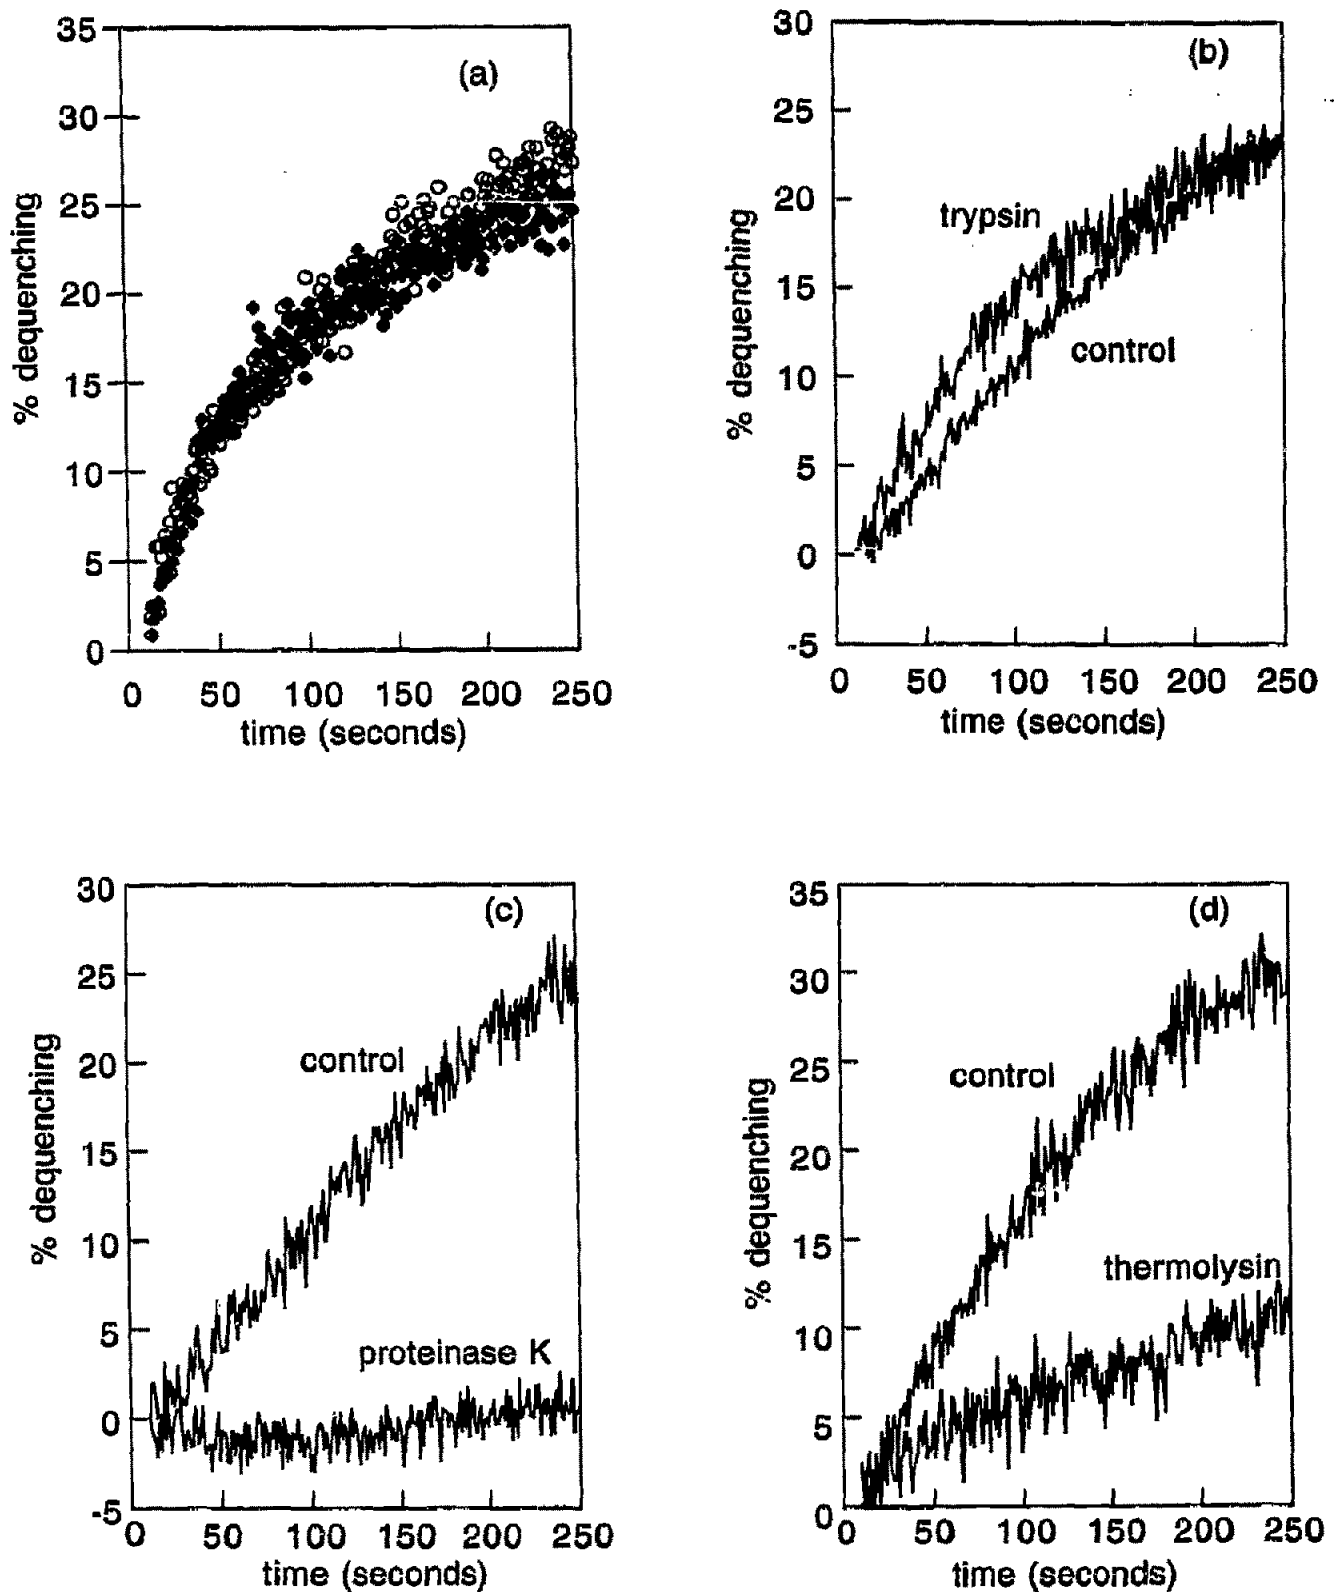 (a)
35
30
25
20
15
10
5
0
% dequenching
0 50 100 150 200 250
time (seconds)
(b)
30
25
20
15
10
5
0
-5
% dequenching
trypsin
control
0 50 100 150 200 250
time (seconds)
(c)
30
25
20
15
10
5
0
-5
% dequenching
control
proteinase K
0 50 100 150 200 250
time (seconds)
(d)
35
30
25
20
15
10
5
0
% dequenching
control
thermolysin
0 50 100 150 200 250
time (seconds)